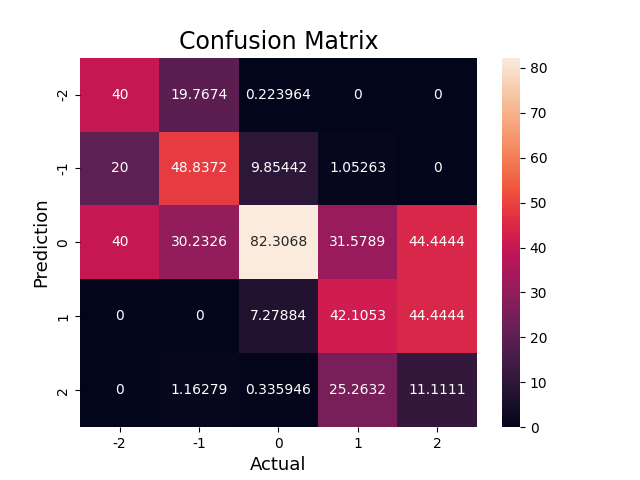 Confusion Matrix
-2 40 19.7674 0.223964 0 0
-1 20 48.8372 9.85442 1.05263 0
0 40 30.2326 82.3068 31.5789 44.4444
1 0 0 7.27884 42.1053 44.4444
2 0 1.16279 0.335946 25.2632 11.1111
-2 -1 0 1 2
Prediction
Actual
80
70
60
50
40
30
20
10
0